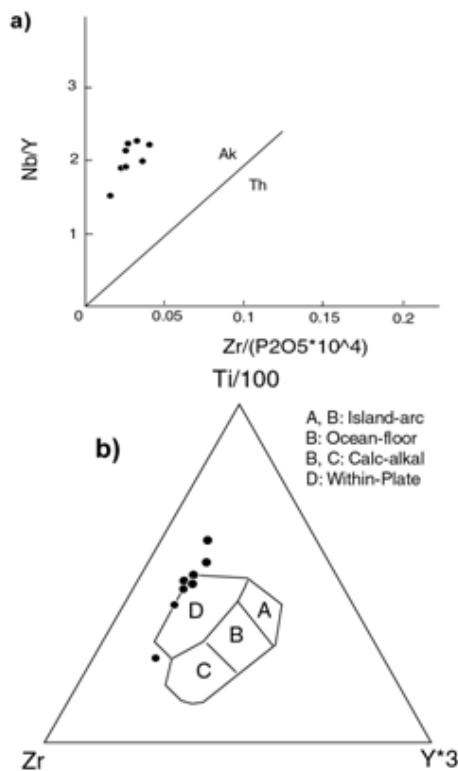 a)
3
2
1
Nb/Y
Ak
Th
0 0.05 0.1 0.15 0.2
Zr/(P2O5*10^4)
Ti/100
b)
A, B: Island-arc
B: Ocean-floor
B, C: Calc-alkal
D: Within-Plate
D
A
B
C
Zr
Y*3